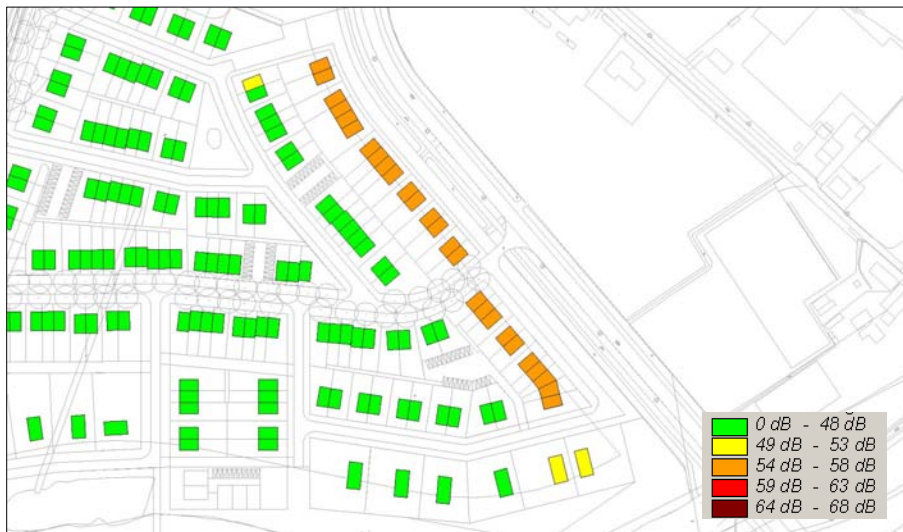 0 dB - 48 dB
49 dB - 53 dB
54 dB - 58 dB
59 dB - 63 dB
64 dB - 68 dB